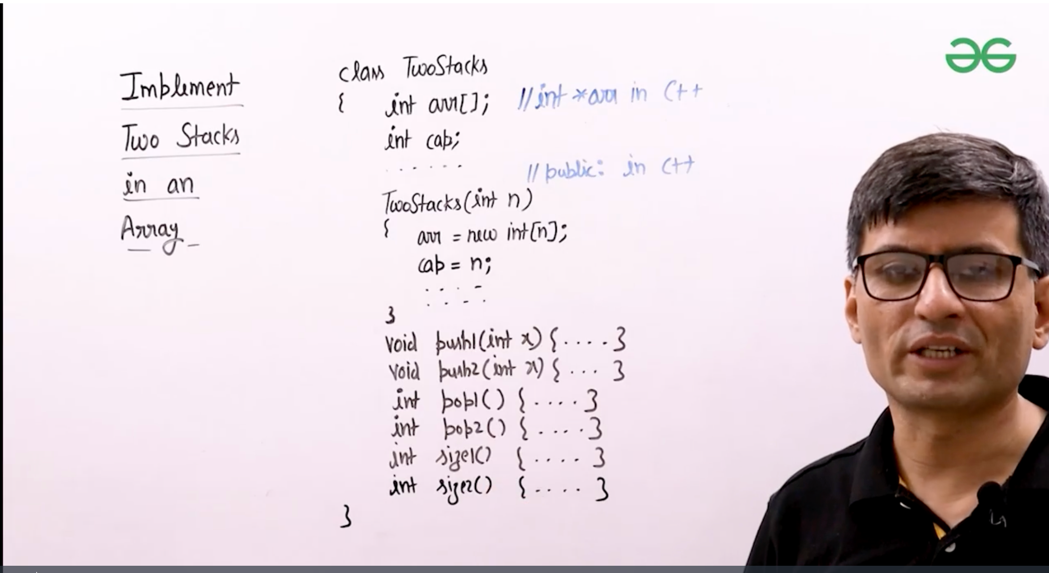 Implement
Two Stacks
in an
Array
class TwoStacks
{ int arr[]; //int *arr in C++
int cap;
. . . . . .
//public: in C++
TwoStacks(int n)
{ arr = new int[n];
cap = n;
. . . .
. . . .
}
void push1(int x) { . . . . }
void push2(int x) { . . . }
int pop1() { . . . . }
int pop2() { . . . . }
int size1() { . . . . }
int size2() { . . . . }
}